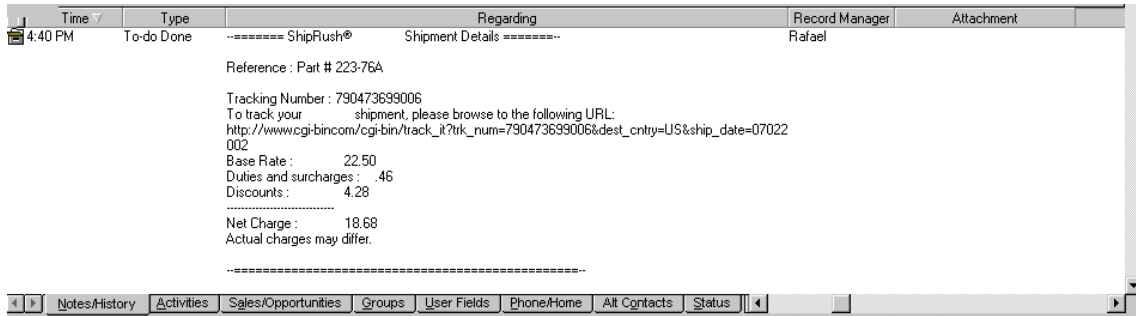 Time Type Regarding Record Manager Attachment
4:40 PM To-do Done --======= ShipRush® Shipment Details =======-- Rafael
Reference : Part # 223-76A
Tracking Number : 790473699006
To track your shipment, please browse to the following URL:
http://www.cgi-bincom/cgi-bin/track_it?trk_num=790473699006&dest_cntry=US&ship_date=07022
002
Base Rate : 22.50
Duties and surcharges : .46
Discounts : 4.28
------------------------------
Net Charge : 18.68
Actual charges may differ.
--=================================================--
Notes/History Activities Sales/Opportunities Groups User Fields Phone/Home Alt Contacts Status